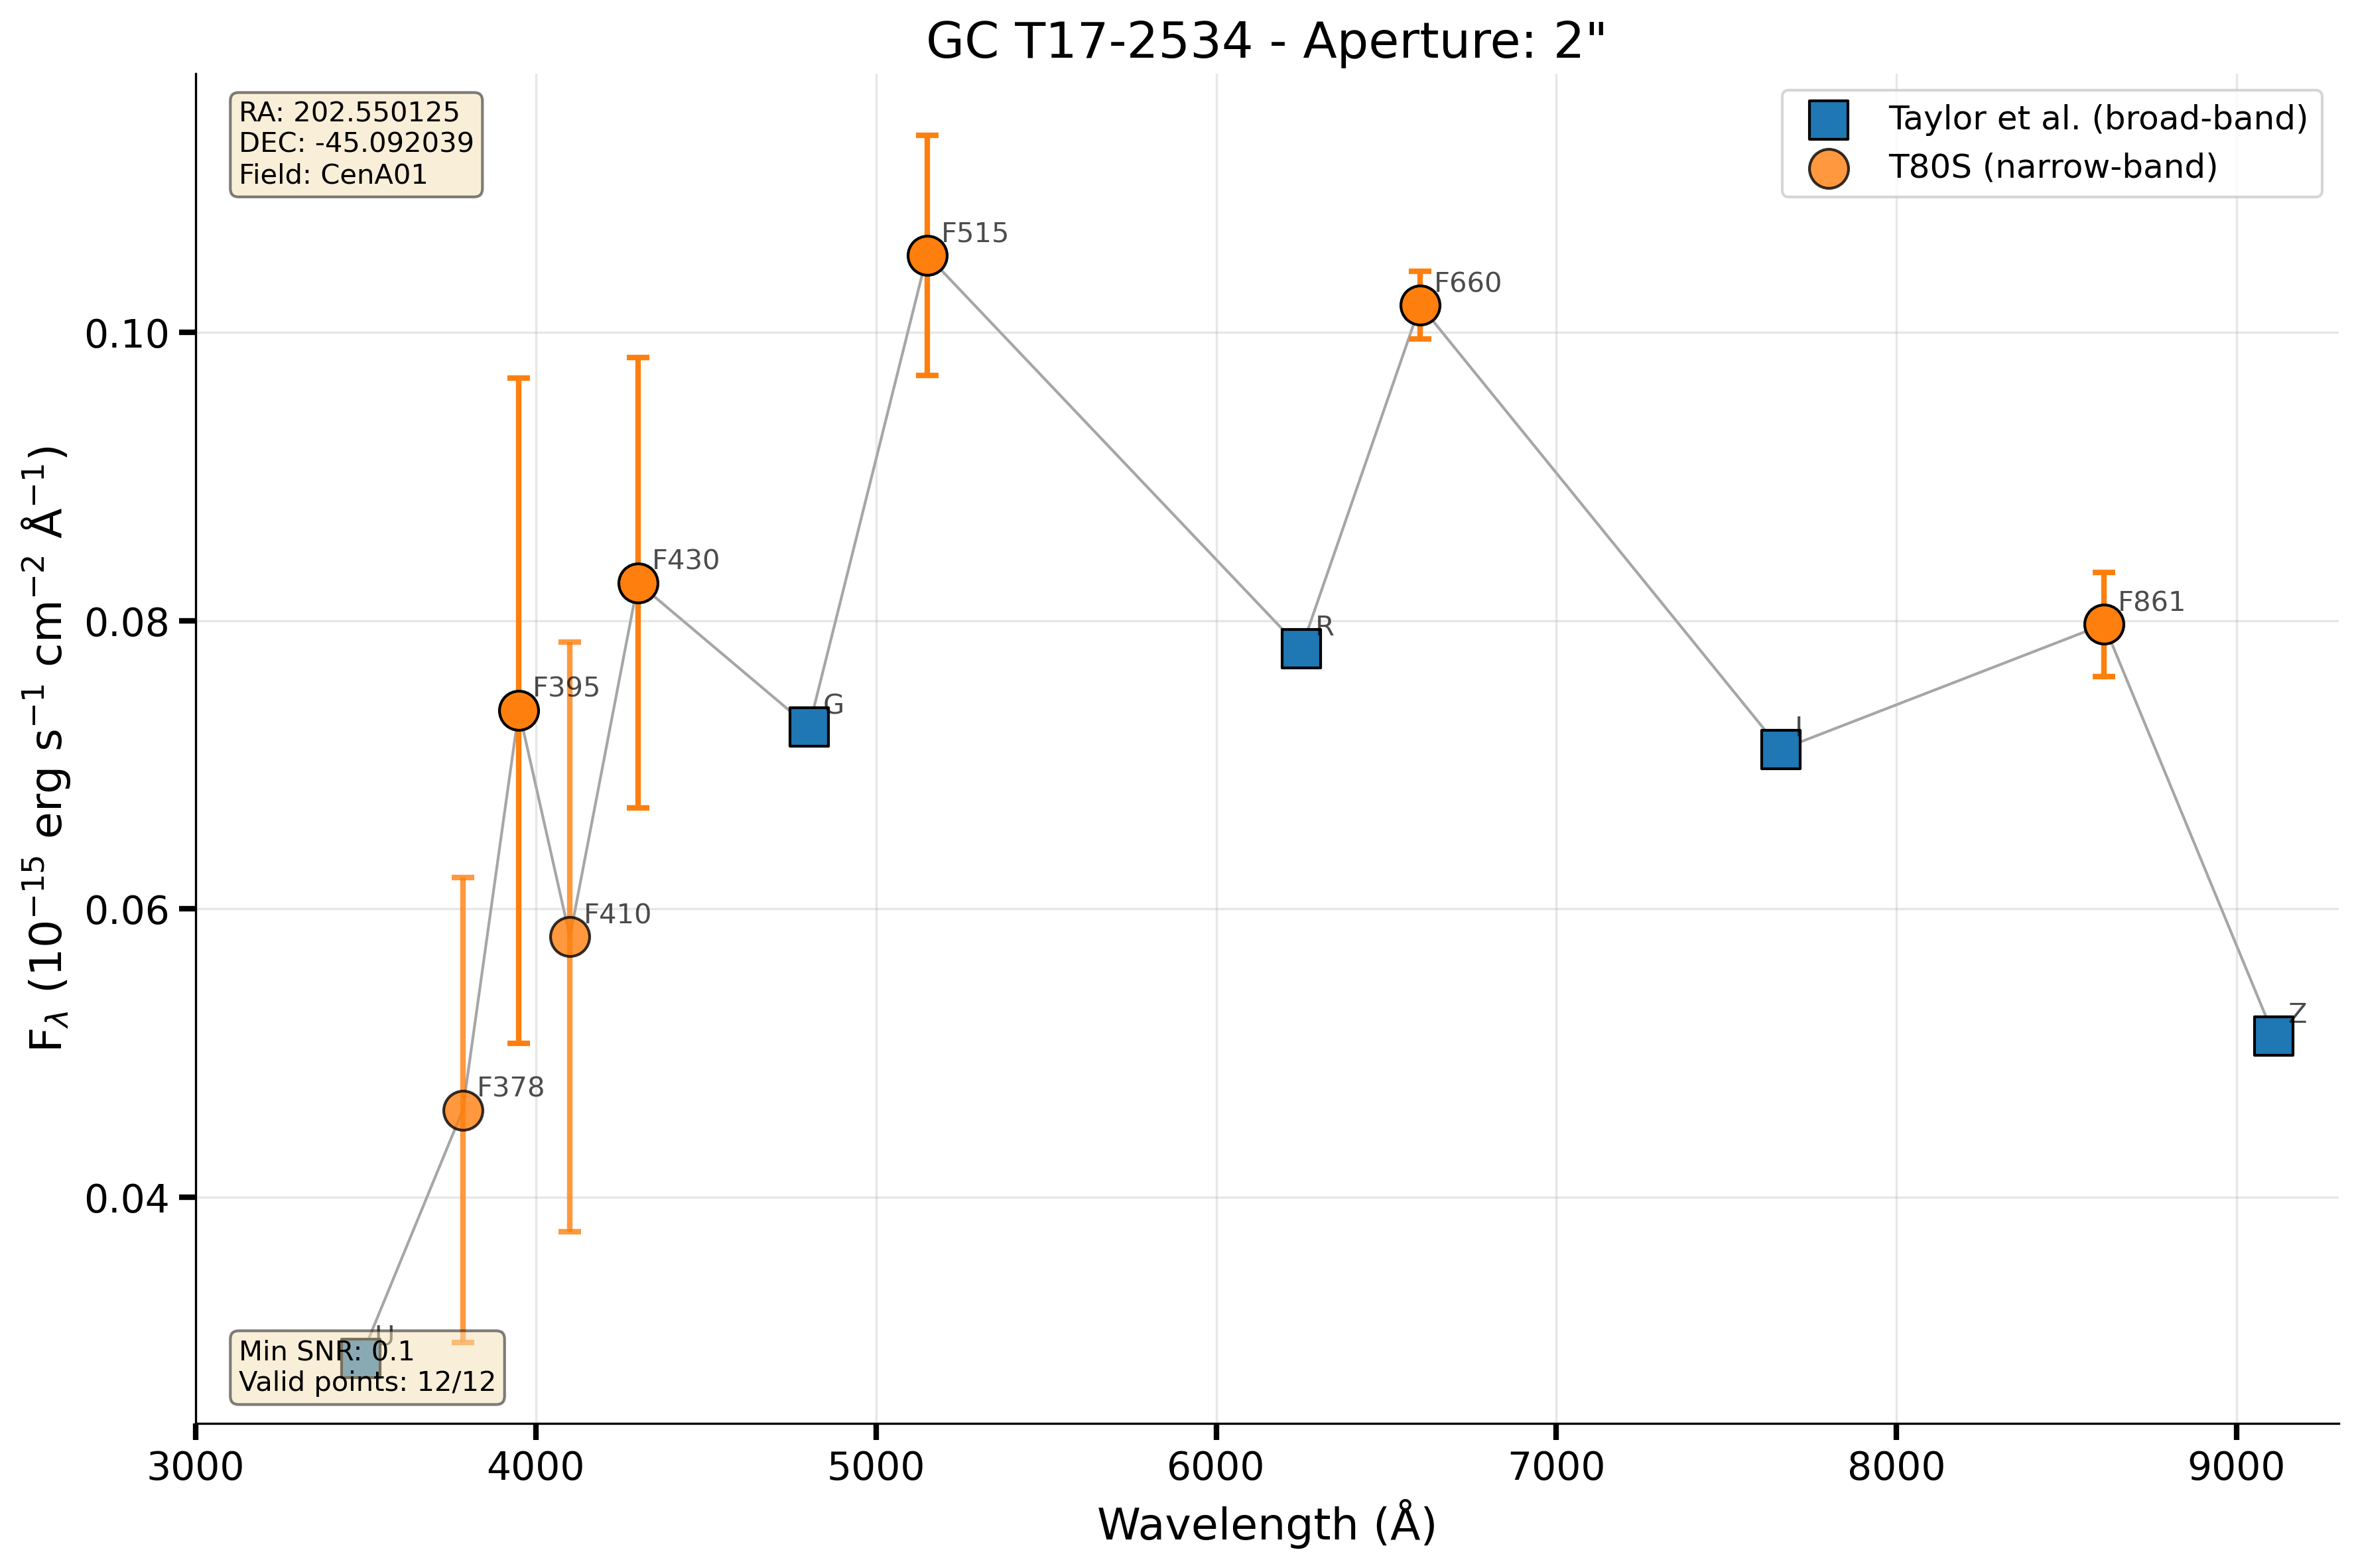 GC T17-2534 - Aperture: 2"
RA: 202.550125
DEC: -45.092039
Field: CenA01
Taylor et al. (broad-band)
T80S (narrow-band)
F515
F660
F430
F861
F395
R
G
I
F410
Z
F378
U
Min SNR: 0.1
Valid points: 12/12
0.10
0.08
0.06
0.04
F_λ (10⁻¹⁵ erg s⁻¹ cm⁻² Å⁻¹)
3000 4000 5000 6000 7000 8000 9000
Wavelength (Å)